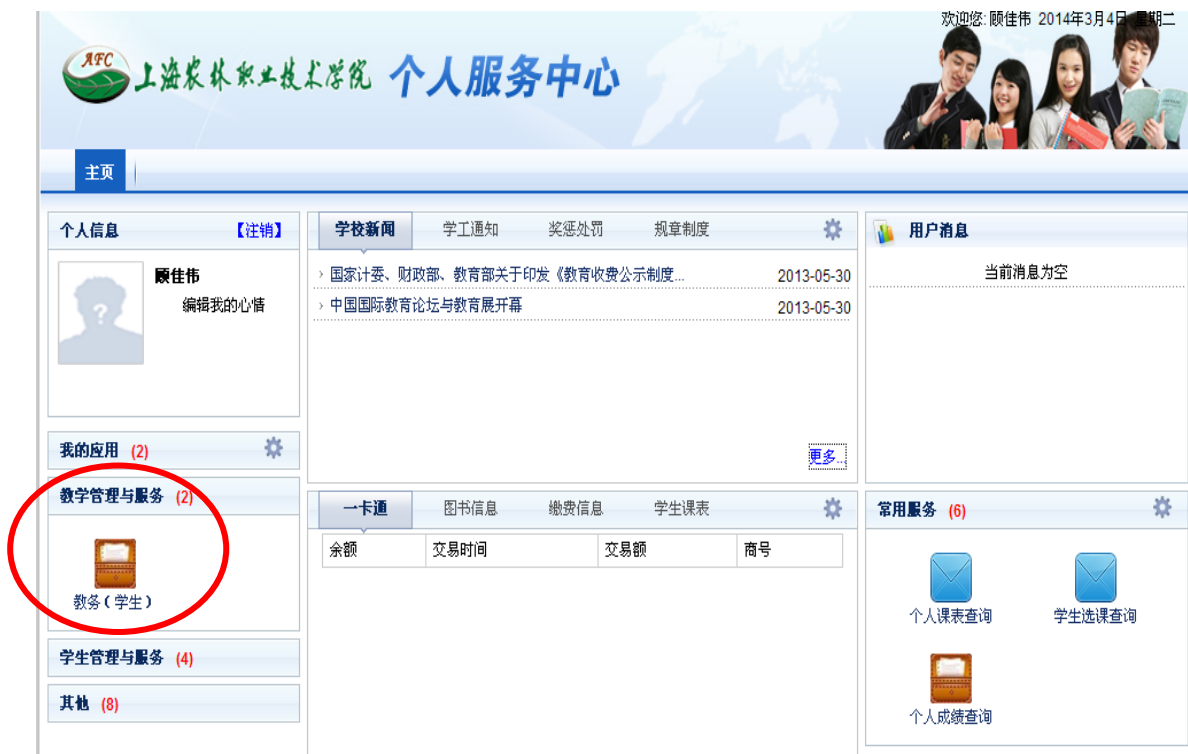 欢迎您: 顾佳伟 2014年3月4日 星期二
AFC
上海农林职业技术学院 个人服务中心
主页
个人信息 【注销】
顾佳伟
编辑我的心情
学校新闻 学工通知 奖惩处罚 规章制度
国家计委、财政部、教育部关于印发《教育收费公示制度... 2013-05-30
中国国际教育论坛与教育展开幕 2013-05-30
更多..
用户消息
当前消息为空
我的应用 (2)
教学管理与服务 (2)
教务(学生)
学生管理与服务 (4)
其他 (8)
一卡通 图书信息 缴费信息 学生课表
余额 交易时间 交易额 商号
常用服务 (6)
个人课表查询 学生选课查询
个人成绩查询